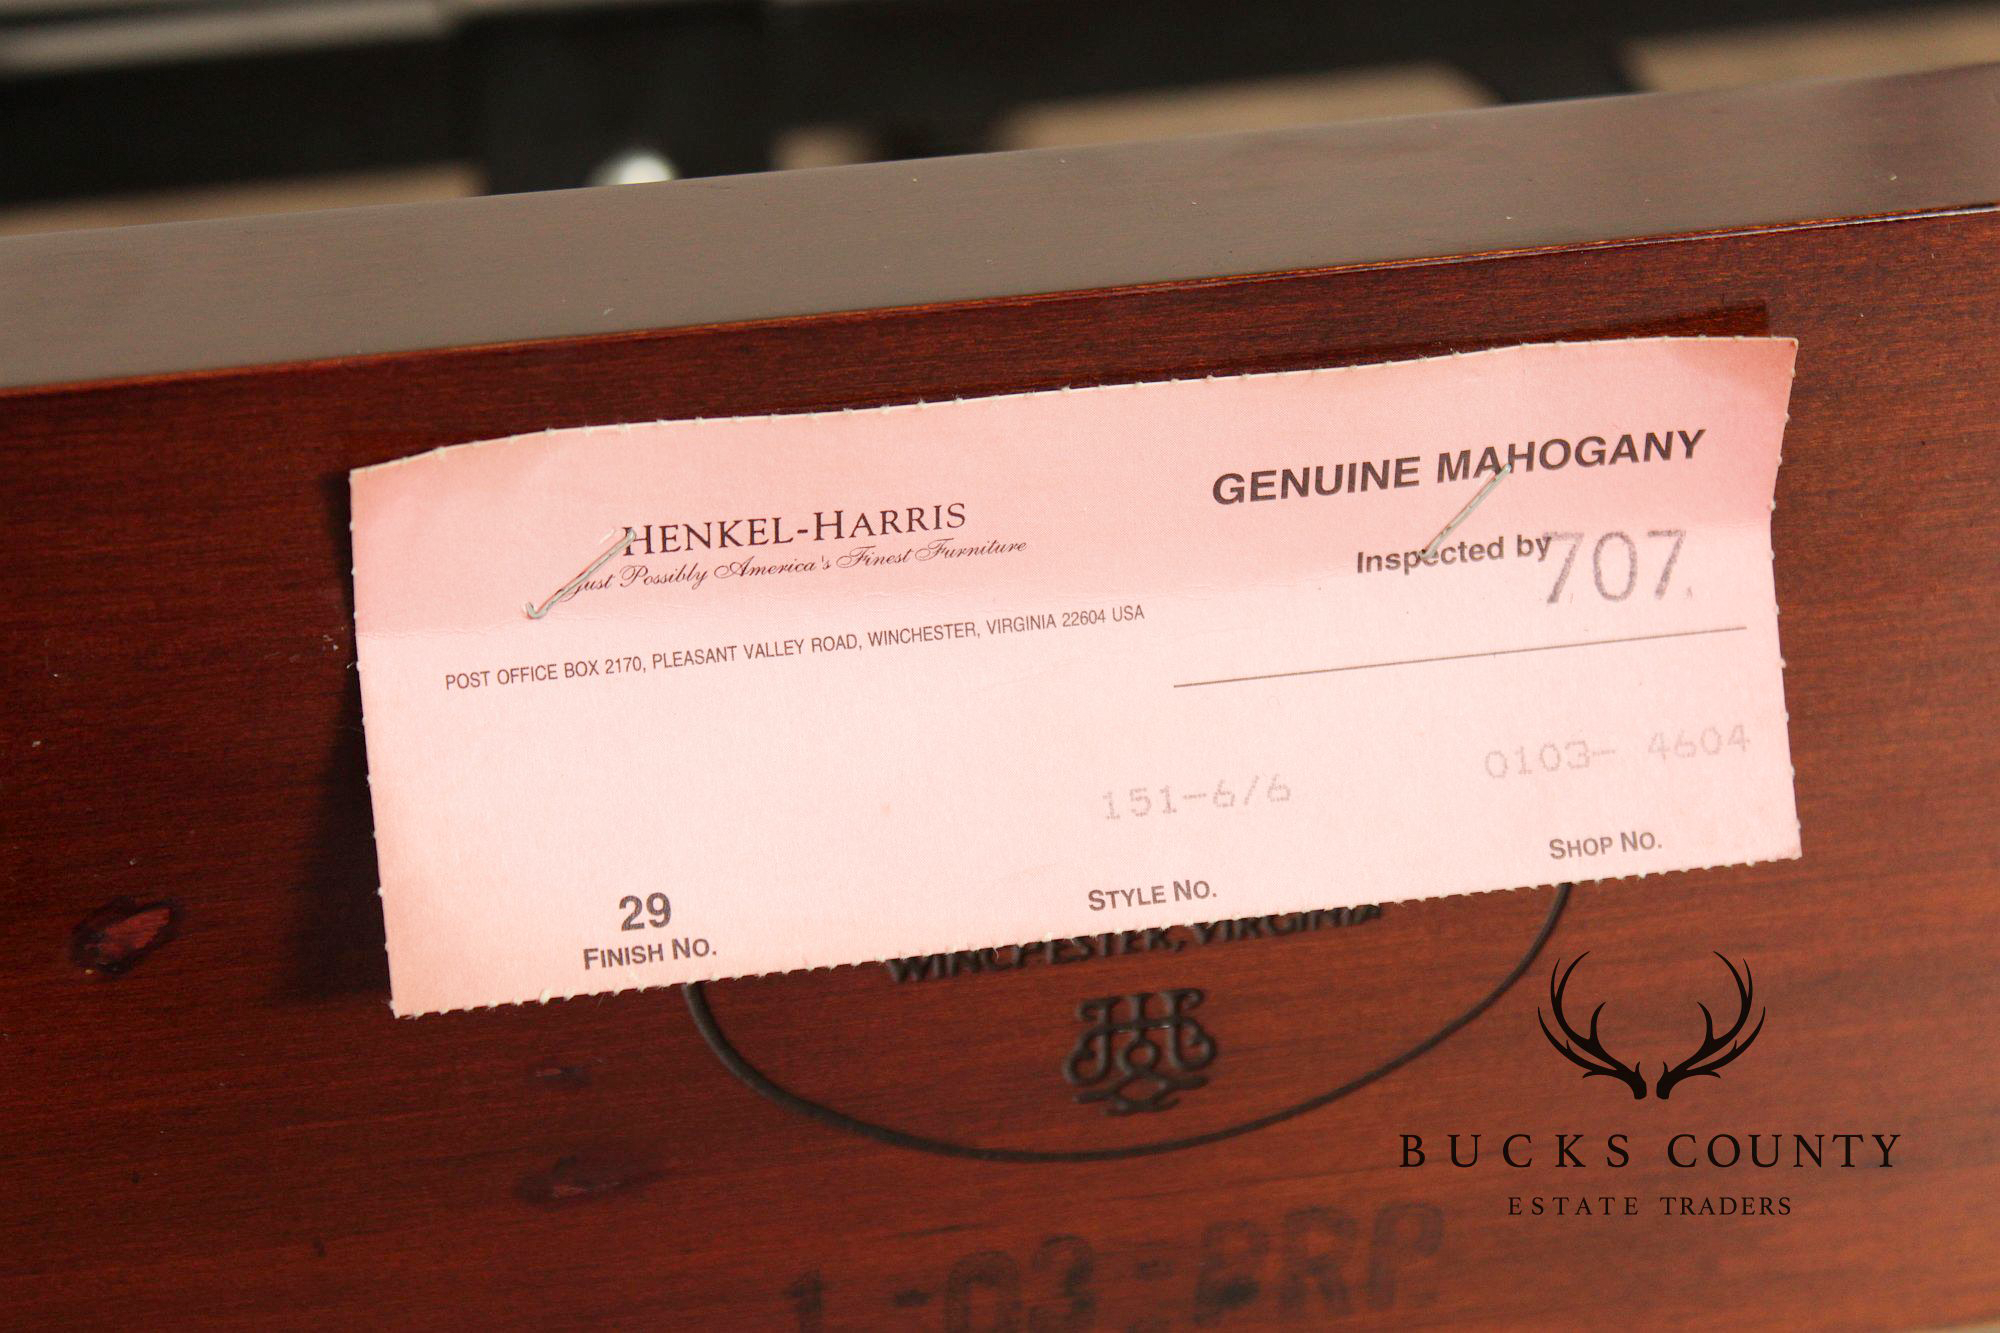 GENUINE MAHOGANY
HENKEL-HARRIS
Just Possibly America's Finest Furniture
Inspected by 707
POST OFFICE BOX 2170, PLEASANT VALLEY ROAD, WINCHESTER, VIRGINIA 22604 USA
151-6/6 0103- 4604
29
FINISH NO. STYLE NO. SHOP NO.
WINCHESTER, VIRGINIA
BUCKS COUNTY
ESTATE TRADERS
1-03-